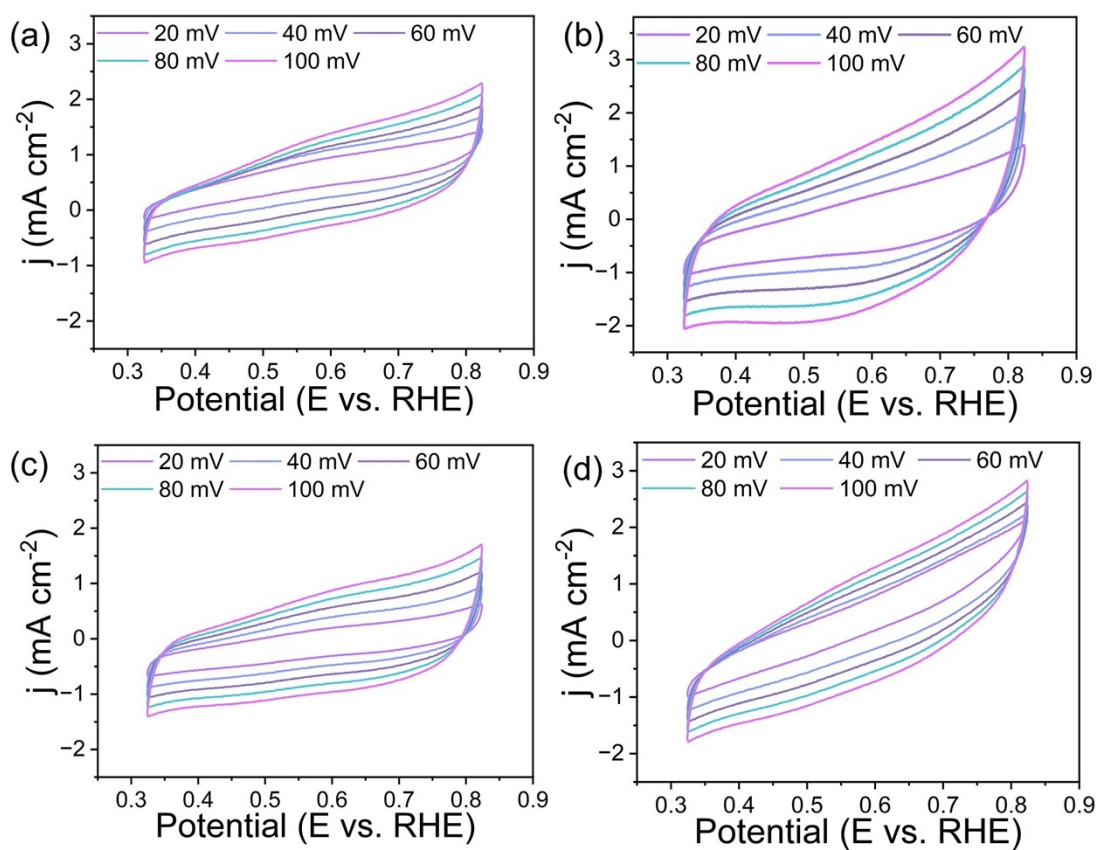 (a)
20 mV 40 mV 60 mV
80 mV 100 mV
3
2
1
0
−1
−2
j (mA cm-2)
0.3 0.4 0.5 0.6 0.7 0.8 0.9
Potential (E vs. RHE)
(b)
20 mV 40 mV 60 mV
80 mV 100 mV
3
2
1
0
−1
−2
j (mA cm-2)
0.3 0.4 0.5 0.6 0.7 0.8 0.9
Potential (E vs. RHE)
(c)
20 mV 40 mV 60 mV
80 mV 100 mV
3
2
1
0
−1
−2
j (mA cm-2)
0.3 0.4 0.5 0.6 0.7 0.8 0.9
Potential (E vs. RHE)
(d)
20 mV 40 mV 60 mV
80 mV 100 mV
3
2
1
0
−1
−2
j (mA cm-2)
0.3 0.4 0.5 0.6 0.7 0.8 0.9
Potential (E vs. RHE)